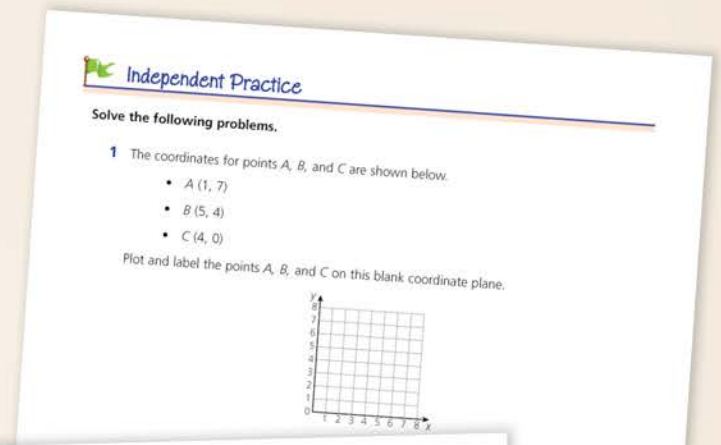 Independent Practice
Solve the following problems.
1 The coordinates for points A, B, and C are shown below.
• A (1, 7)
• B (5, 4)
• C (4, 0)
Plot and label the points A, B, and C on this blank coordinate plane.
y
8
7
6
5
4
3
2
1
0
1 2 3 4 5 6 7 8 x